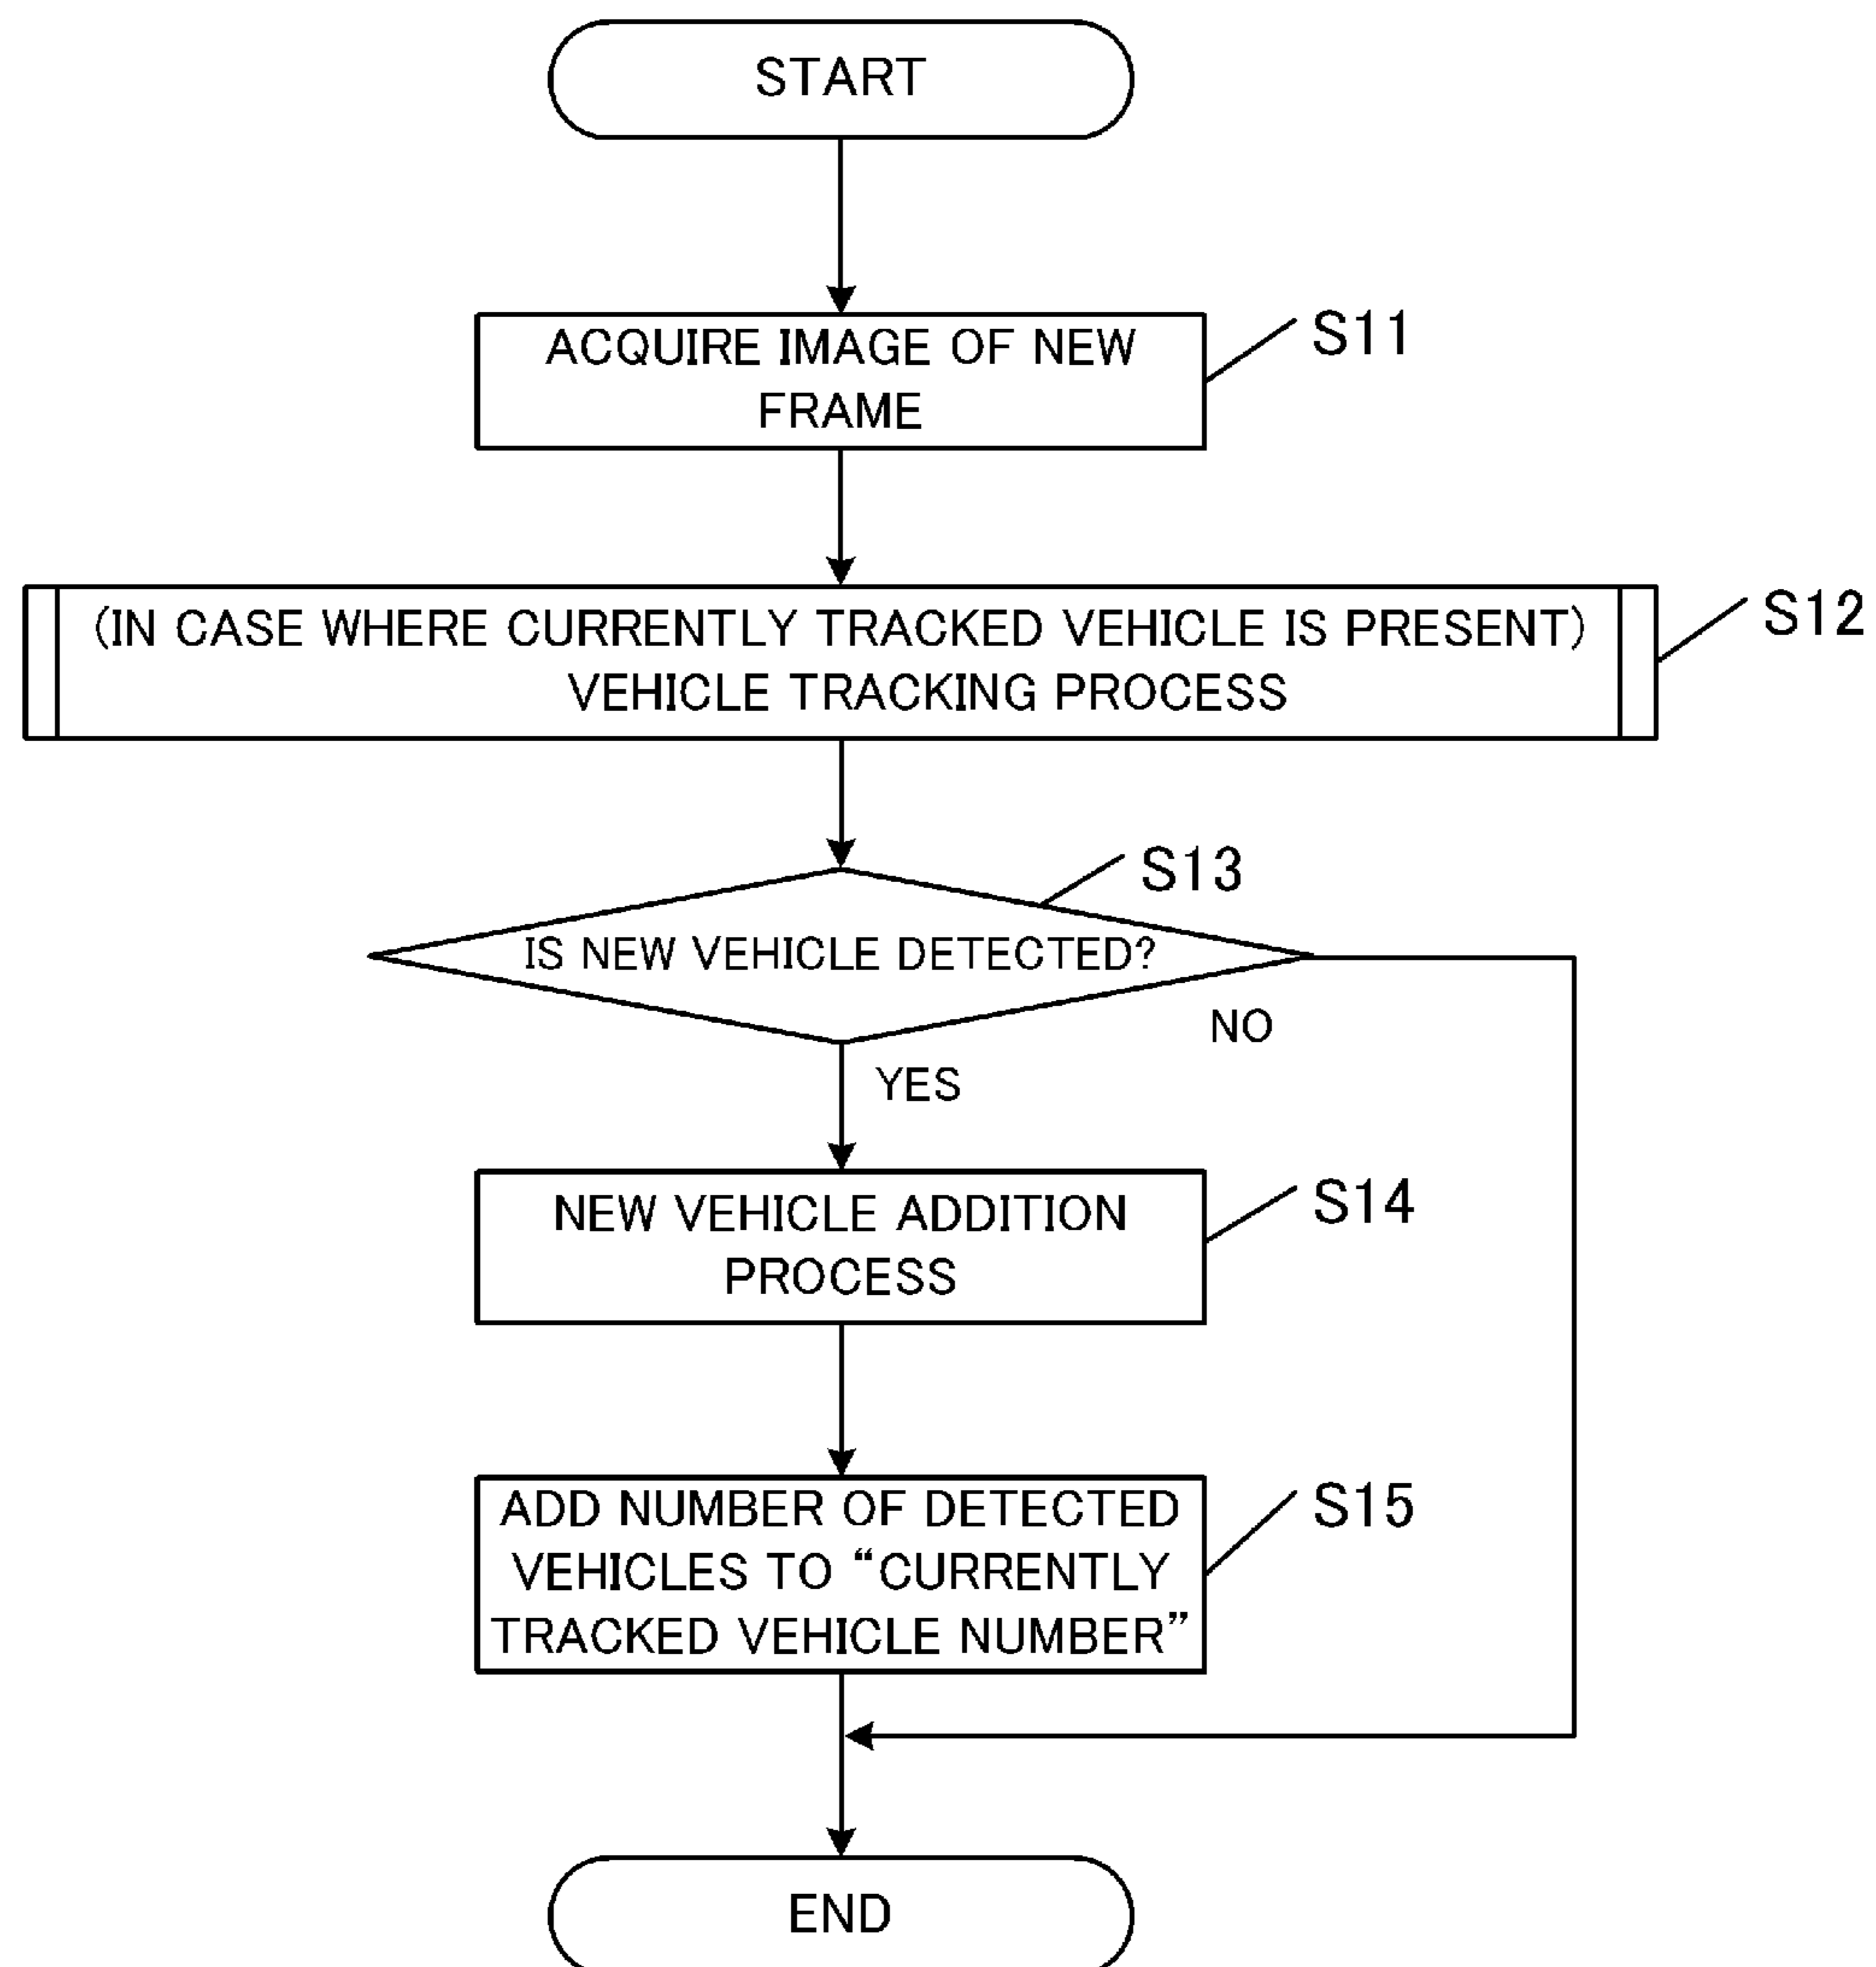 START
ACQUIRE IMAGE OF NEW
FRAME
S11
(IN CASE WHERE CURRENTLY TRACKED VEHICLE IS PRESENT)
VEHICLE TRACKING PROCESS
S12
S13
IS NEW VEHICLE DETECTED?
NO
YES
NEW VEHICLE ADDITION
PROCESS
S14
ADD NUMBER OF DETECTED
VEHICLES TO “CURRENTLY
TRACKED VEHICLE NUMBER”
S15
END